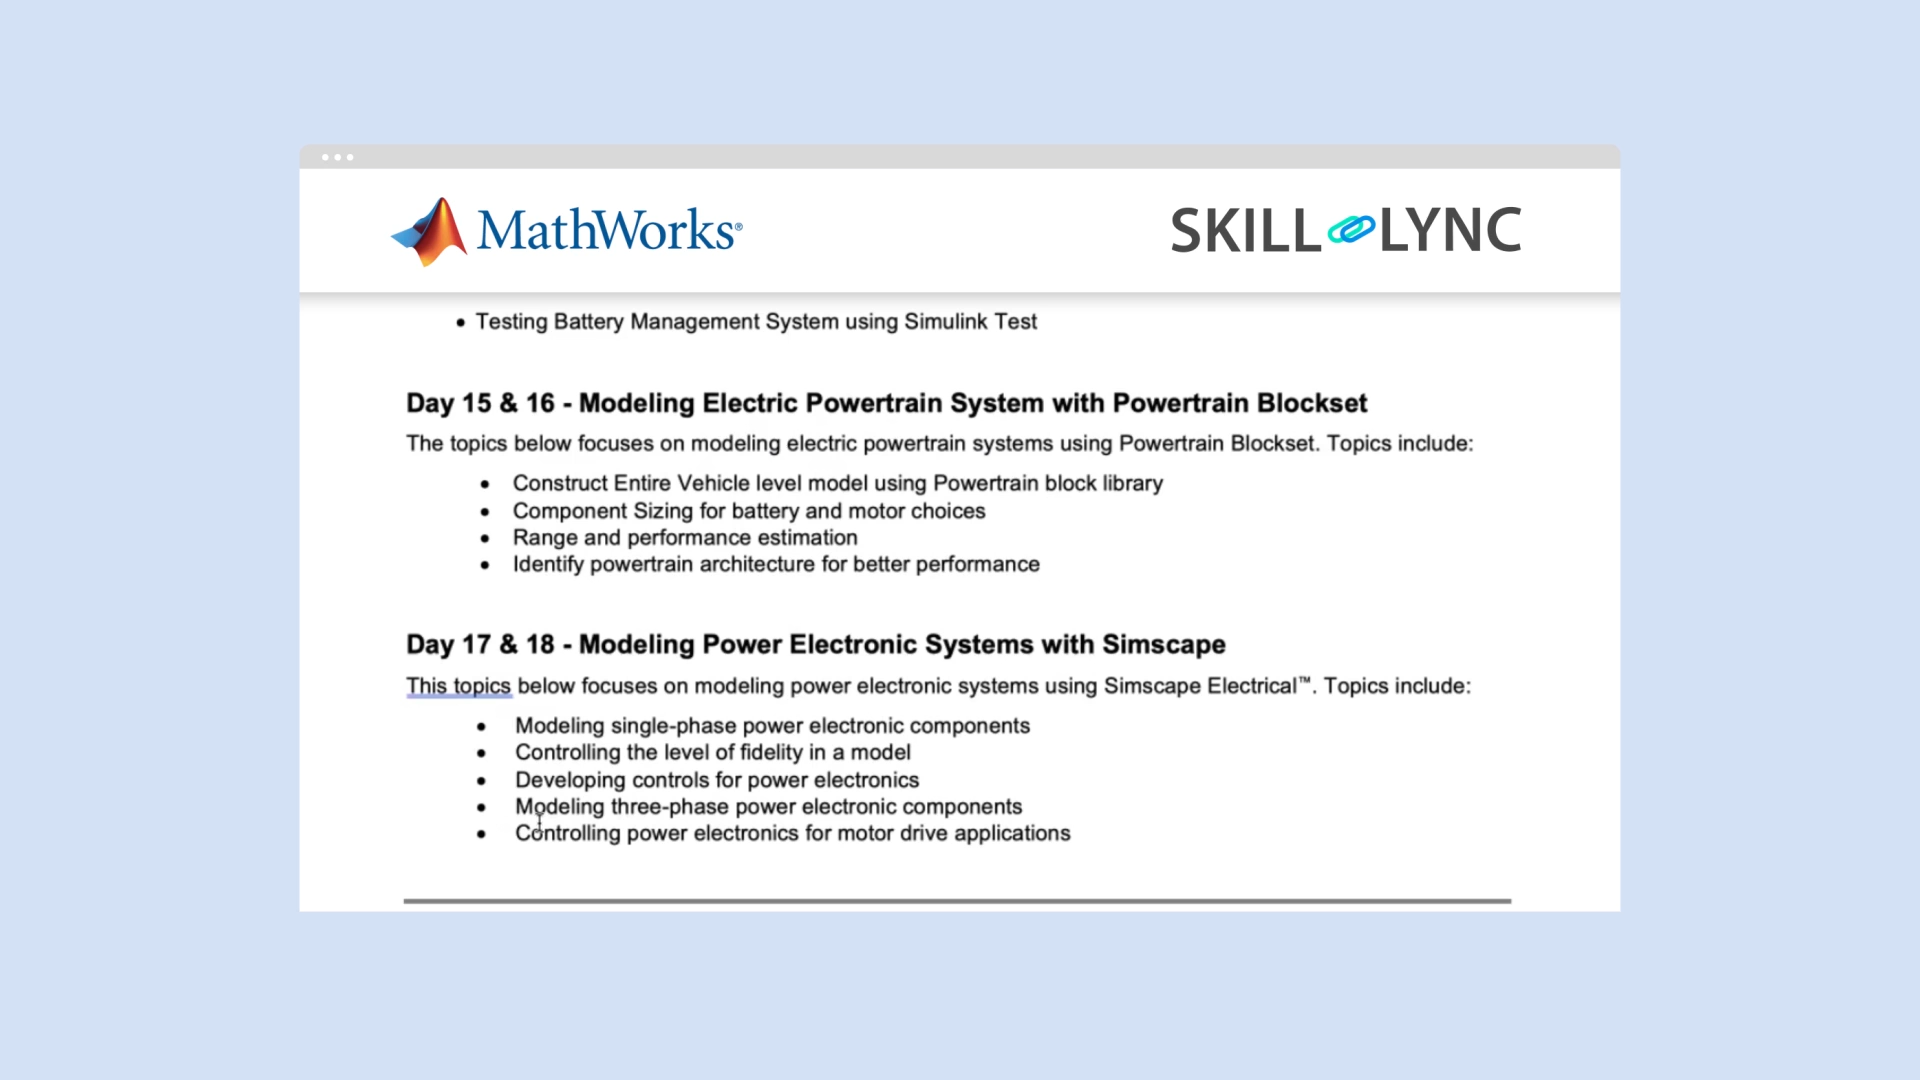 MathWorks®
SKILL LYNC
• Testing Battery Management System using Simulink Test
Day 15 & 16 - Modeling Electric Powertrain System with Powertrain Blockset
The topics below focuses on modeling electric powertrain systems using Powertrain Blockset. Topics include:
• Construct Entire Vehicle level model using Powertrain block library
• Component Sizing for battery and motor choices
• Range and performance estimation
• Identify powertrain architecture for better performance
Day 17 & 18 - Modeling Power Electronic Systems with Simscape
This topics below focuses on modeling power electronic systems using Simscape Electrical™. Topics include:
• Modeling single-phase power electronic components
• Controlling the level of fidelity in a model
• Developing controls for power electronics
• Modeling three-phase power electronic components
• Controlling power electronics for motor drive applications